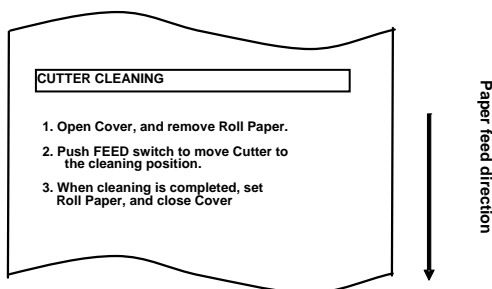 CUTTER CLEANING
1. Open Cover, and remove Roll Paper.
2. Push FEED switch to move Cutter to
the cleaning position.
3. When cleaning is completed, set
Roll Paper, and close Cover
Paper feed direction